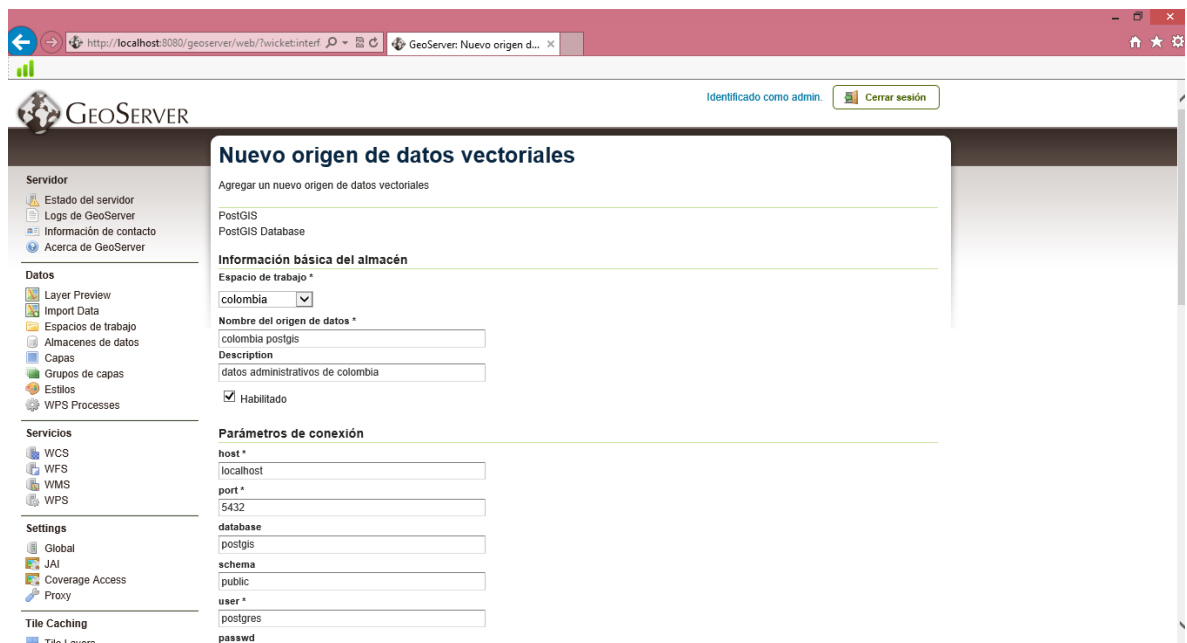 http://localhost:8080/geoserver/web/?wicket:interf
GeoServer: Nuevo origen d...
GEOSERVER
Identificado como admin.
Cerrar sesión
Servidor
Estado del servidor
Logs de GeoServer
Información de contacto
Acerca de GeoServer
Datos
Layer Preview
Import Data
Espacios de trabajo
Almacenes de datos
Capas
Grupos de capas
Estilos
WPS Processes
Servicios
WCS
WFS
WMS
WPS
Settings
Global
JAI
Coverage Access
Proxy
Tile Caching
Tile Layers
Nuevo origen de datos vectoriales
Agregar un nuevo origen de datos vectoriales
PostGIS
PostGIS Database
Información básica del almacén
Espacio de trabajo *
colombia
Nombre del origen de datos *
colombia postgis
Description
datos administrativos de colombia
Habilitado
Parámetros de conexión
host *
localhost
port *
5432
database
postgis
schema
public
user *
postgres
passwd